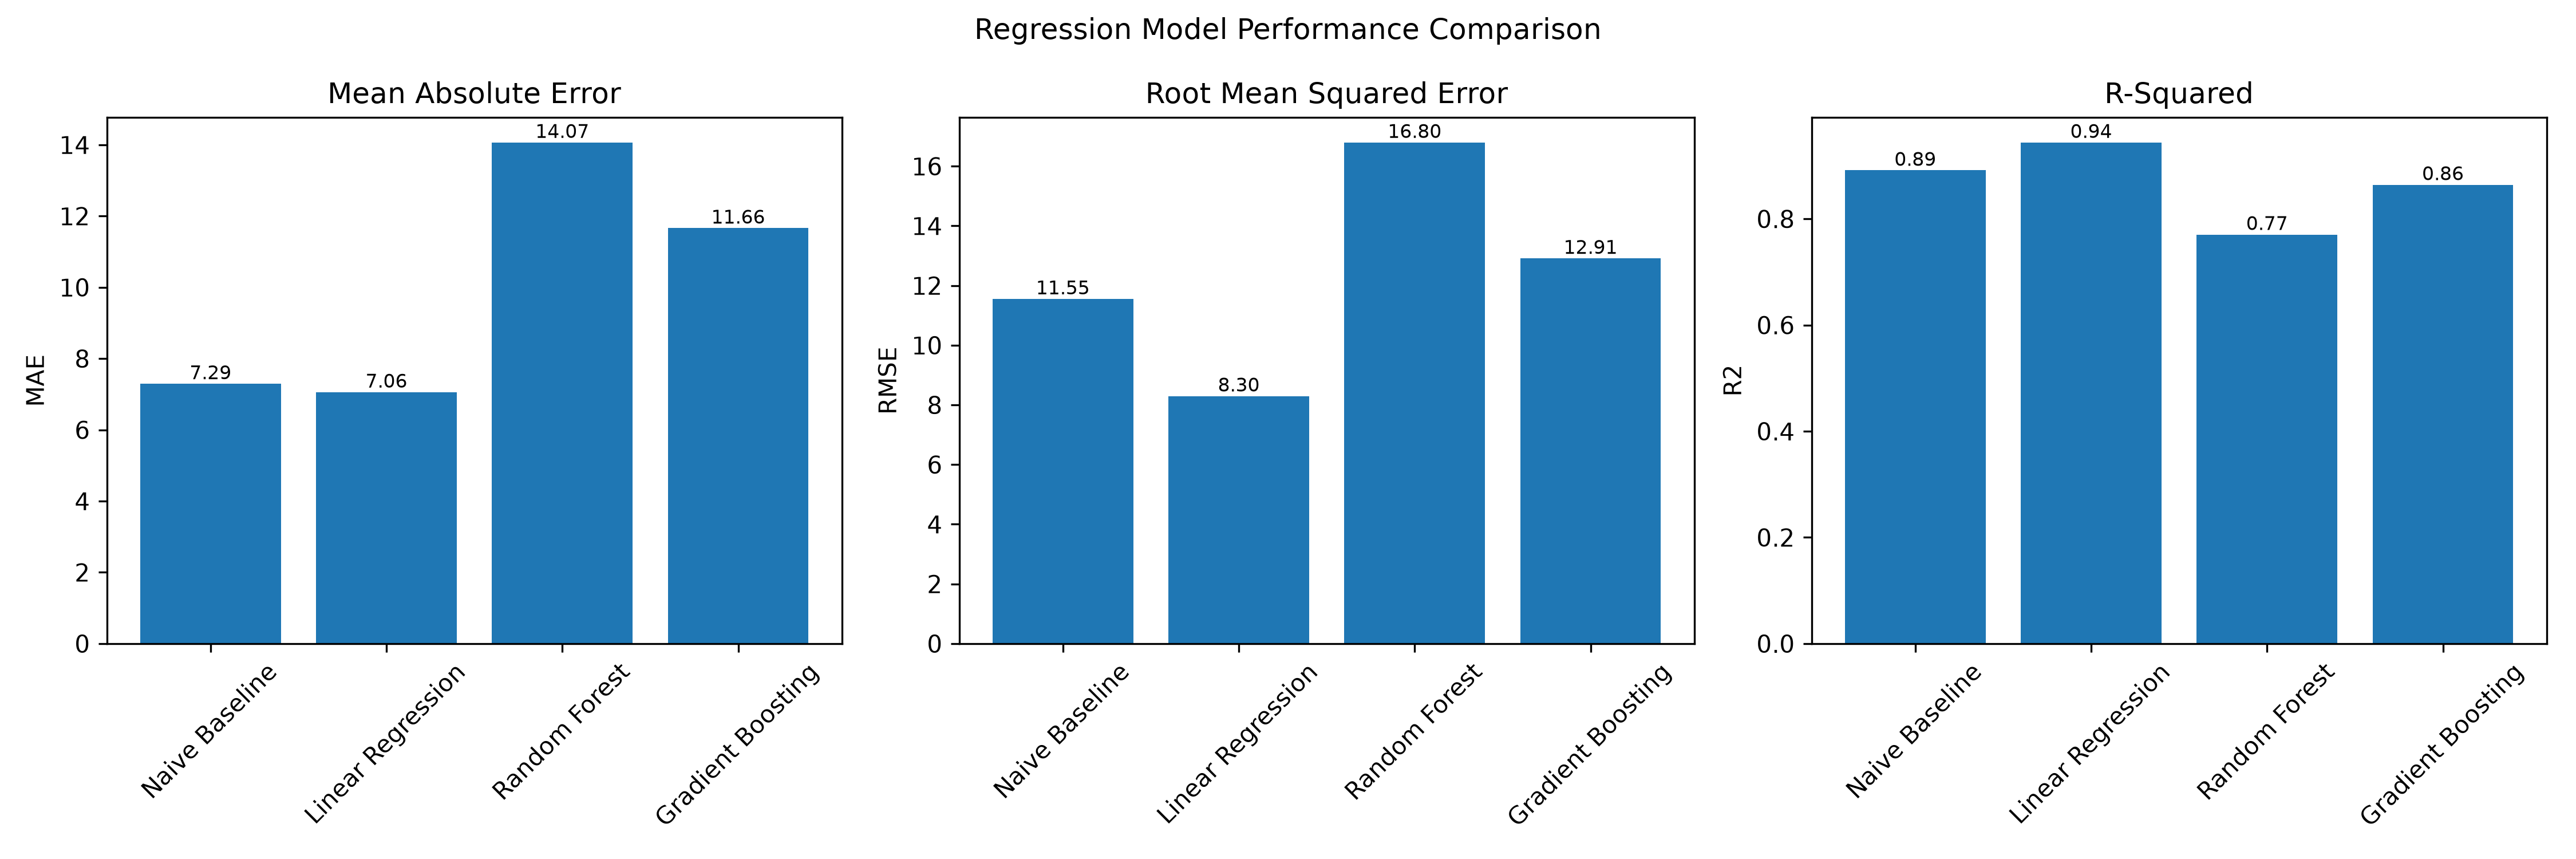 Regression Model Performance Comparison
Mean Absolute Error
14.07
14
12
11.66
10
8
7.29
7.06
6
4
2
0
MAE
Naive Baseline
Linear Regression
Random Forest
Gradient Boosting
Root Mean Squared Error
16.80
16
14
12.91
12
11.55
10
8.30
8
6
4
2
0
RMSE
Naive Baseline
Linear Regression
Random Forest
Gradient Boosting
R-Squared
0.94
0.89
0.86
0.8
0.77
0.6
0.4
0.2
0.0
R2
Naive Baseline
Linear Regression
Random Forest
Gradient Boosting